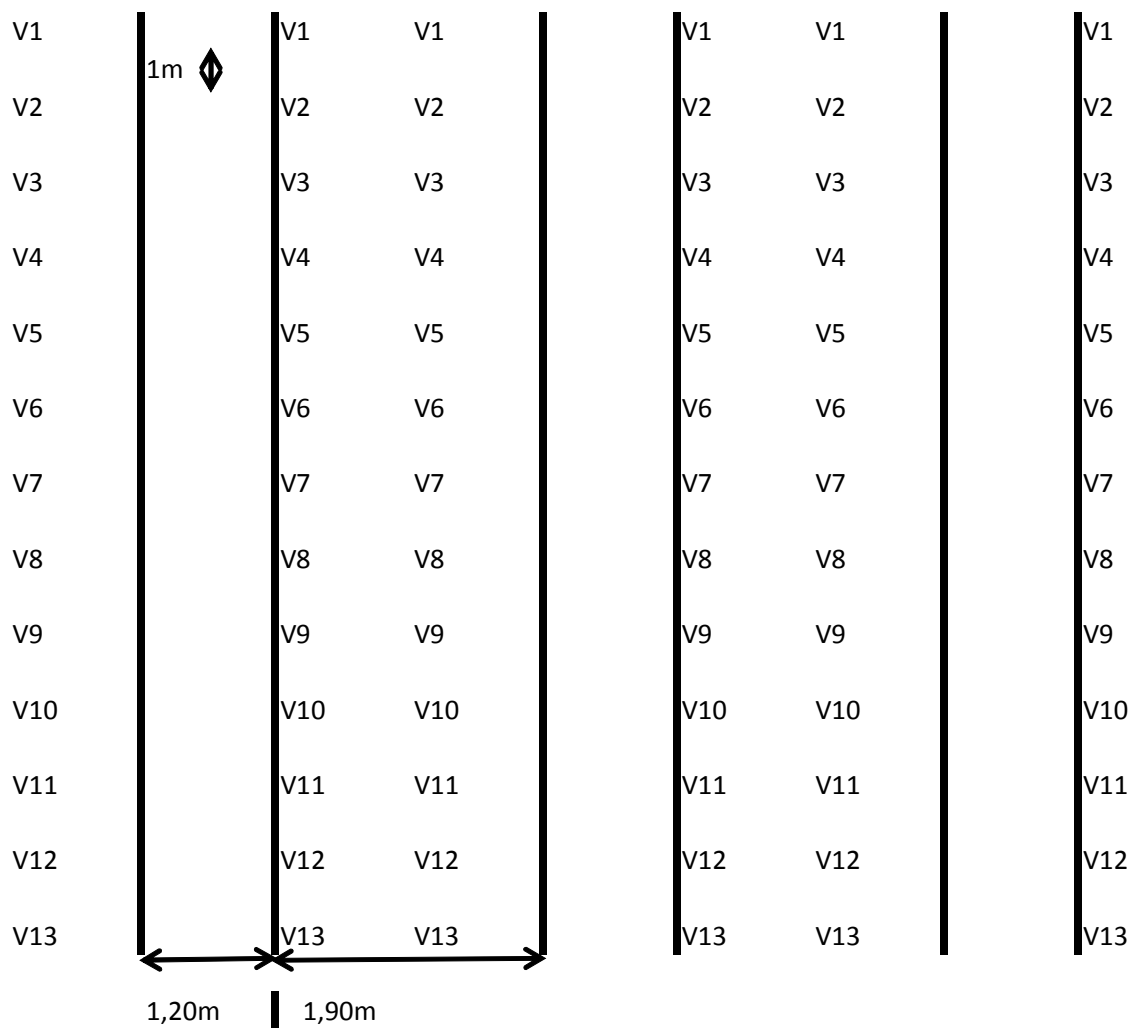 V1 V1 V1 V1 V1 V1
1m
V2 V2 V2 V2 V2 V2
V3 V3 V3 V3 V3 V3
V4 V4 V4 V4 V4 V4
V5 V5 V5 V5 V5 V5
V6 V6 V6 V6 V6 V6
V7 V7 V7 V7 V7 V7
V8 V8 V8 V8 V8 V8
V9 V9 V9 V9 V9 V9
V10 V10 V10 V10 V10 V10
V11 V11 V11 V11 V11 V11
V12 V12 V12 V12 V12 V12
V13 V13 V13 V13 V13 V13
1,20m 1,90m